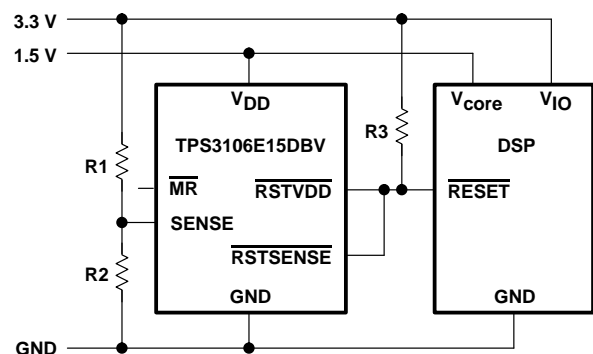 3.3 V
1.5 V
VDD
Vcore
VIO
TPS3106E15DBV
R3
DSP
R1
MR
RSTVDD
RESET
SENSE
R2
RSTSENSE
GND
GND
GND